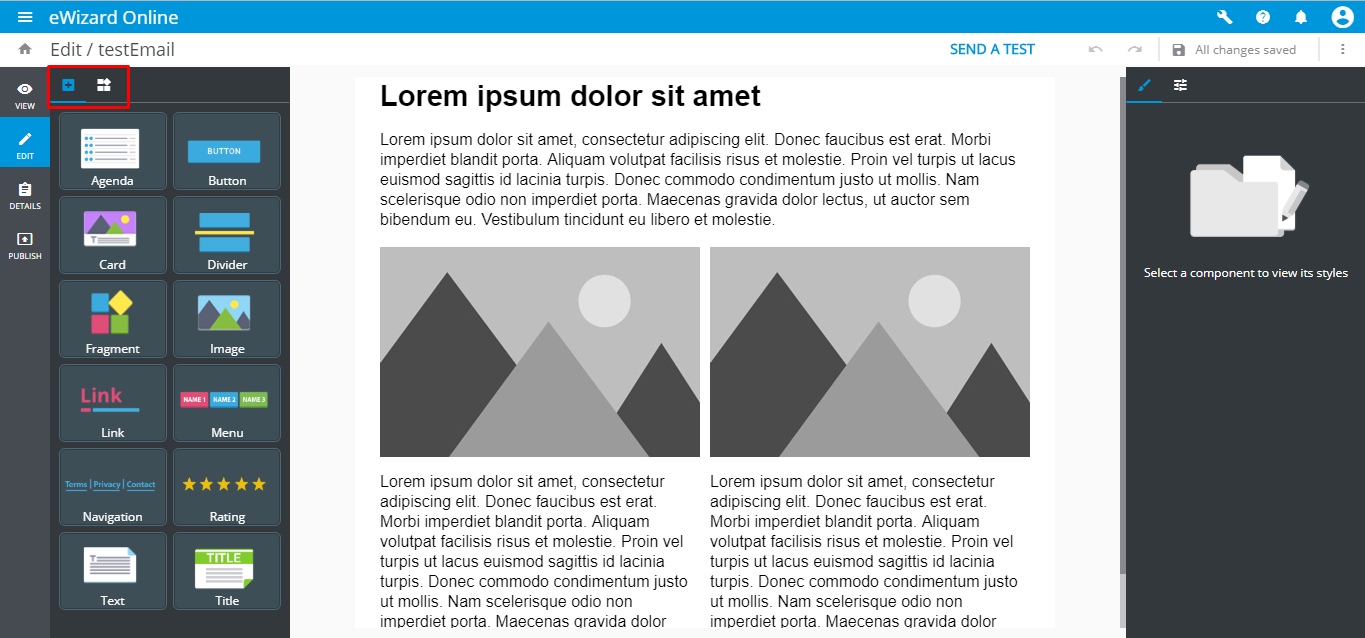 eWizard Online
Edit / testEmail
SEND A TEST
All changes saved
VIEW
EDIT
DETAILS
PUBLISH
Agenda
BUTTON
Button
T
Card
Divider
Fragment
Image
Link
Link
NAME 1 NAME 2 NAME 3
Menu
Terms | Privacy | Contact
Navigation
Rating
T
Text
TITLE
Title
Lorem ipsum dolor sit amet
Lorem ipsum dolor sit amet, consectetur adipiscing elit. Donec faucibus est erat. Morbi
imperdiet blandit porta. Aliquam volutpat facilisis risus et molestie. Proin vel turpis ut lacus
euismod sagittis id lacinia turpis. Donec commodo condimentum justo ut mollis. Nam
scelerisque odio non imperdiet porta. Maecenas gravida dolor lectus, ut auctor sem
bibendum eu. Vestibulum tincidunt eu libero et molestie.
Lorem ipsum dolor sit amet, consectetur
adipiscing elit. Donec faucibus est erat.
Morbi imperdiet blandit porta. Aliquam
volutpat facilisis risus et molestie. Proin vel
turpis ut lacus euismod sagittis id lacinia
turpis. Donec commodo condimentum justo
ut mollis. Nam scelerisque odio non
imperdiet porta. Maecenas gravida dolor
Lorem ipsum dolor sit amet, consectetur
adipiscing elit. Donec faucibus est erat.
Morbi imperdiet blandit porta. Aliquam
volutpat facilisis risus et molestie. Proin vel
turpis ut lacus euismod sagittis id lacinia
turpis. Donec commodo condimentum justo
ut mollis. Nam scelerisque odio non
imperdiet porta. Maecenas gravida dolor
Select a component to view its styles